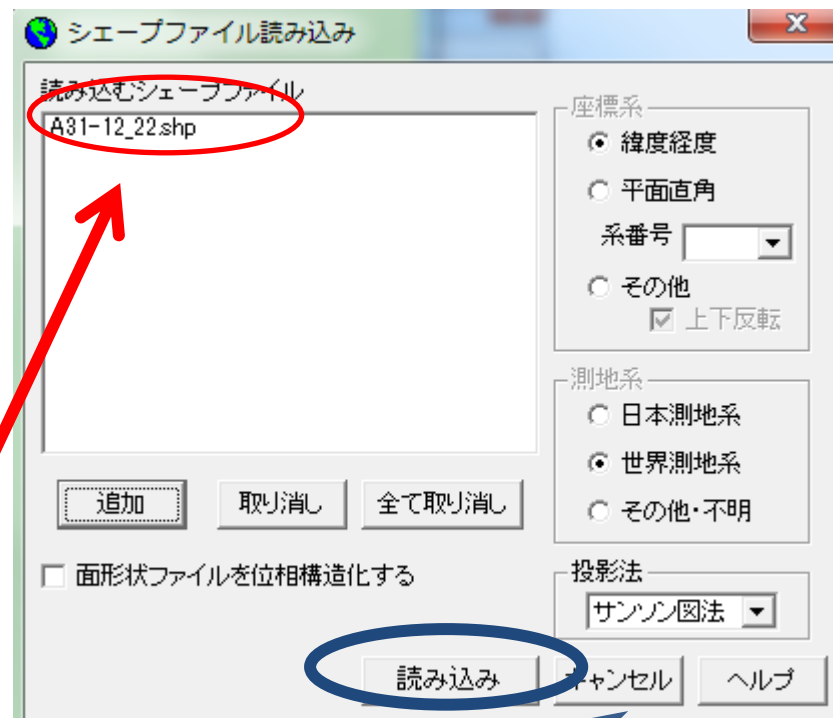 シェープファイル読み込み
読み込むシェープファイル
A31-12_22.shp
座標系
緯度経度
平面直角
系番号
その他
上下反転
測地系
日本測地系
世界測地系
その他・不明
追加
取り消し
全て取り消し
面形状ファイルを位相構造化する
投影法
サンソン図法
読み込み
キャンセル
ヘルプ